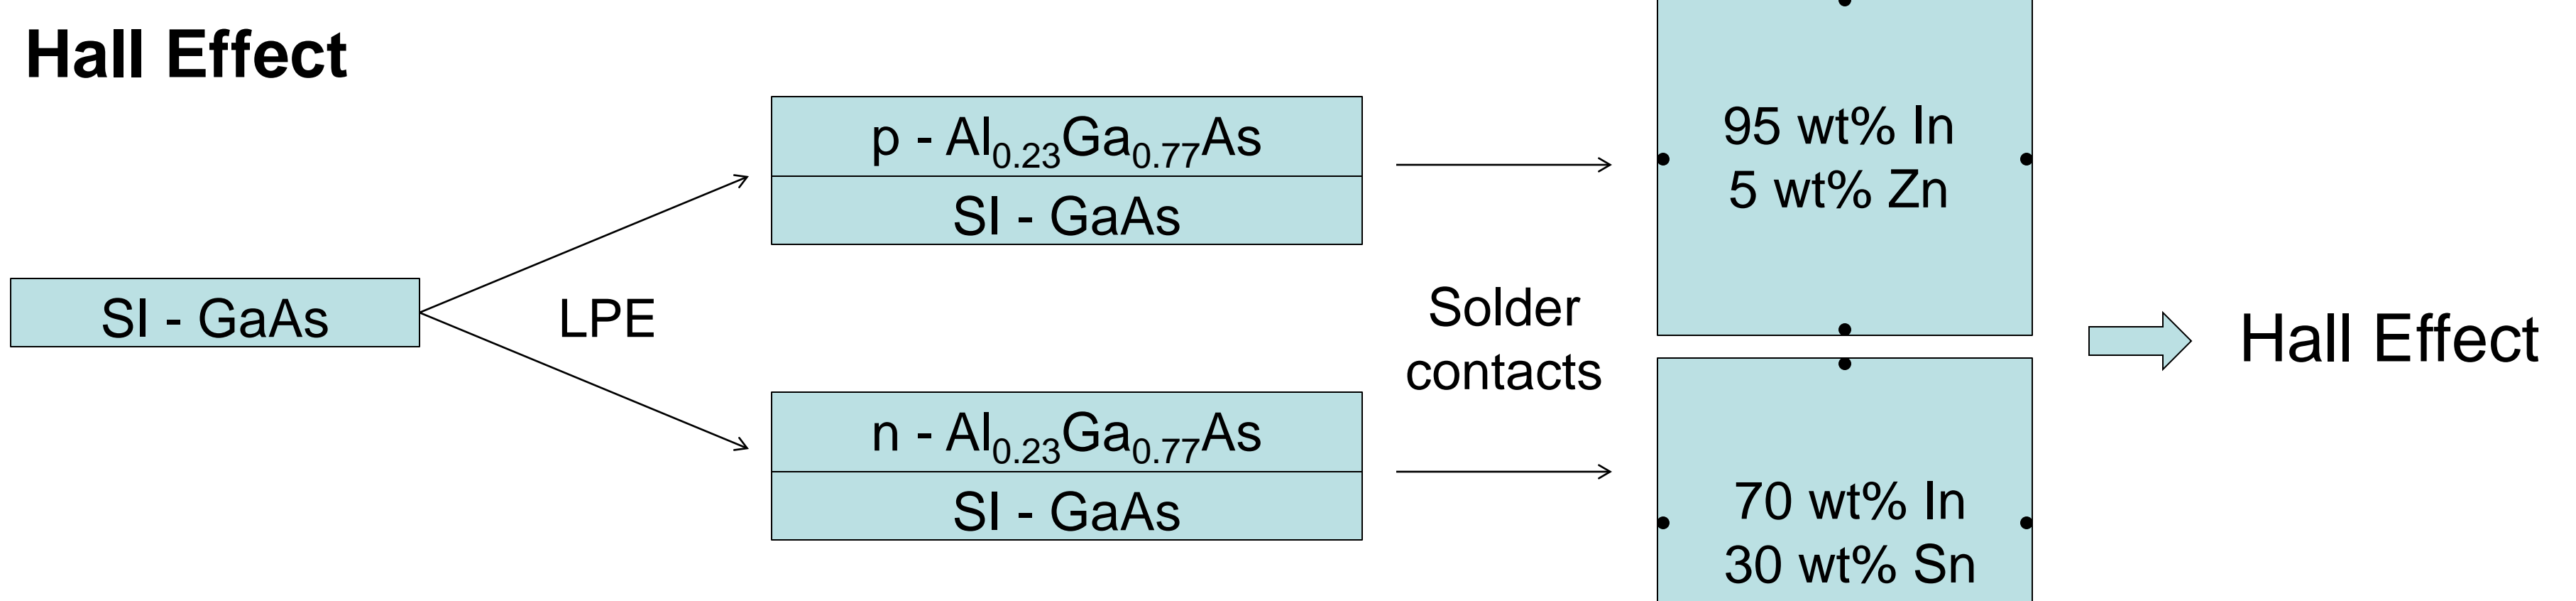 Hall Effect
p - Al0.23Ga0.77As
SI - GaAs
95 wt% In
5 wt% Zn
SI - GaAs
LPE
Solder
contacts
Hall Effect
n - Al0.23Ga0.77As
SI - GaAs
70 wt% In
30 wt% Sn